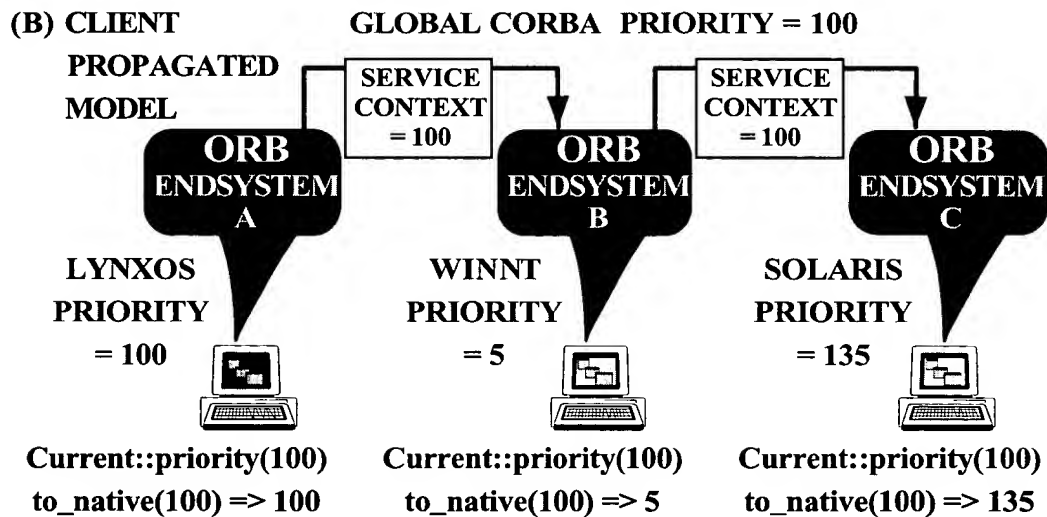 (B) CLIENT PROPAGATED MODEL
GLOBAL CORBA PRIORITY = 100
SERVICE
CONTEXT
= 100
SERVICE
CONTEXT
= 100
ORB
ENDSYSTEM
A
ORB
ENDSYSTEM
B
ORB
ENDSYSTEM
C
LYNXOS
PRIORITY
= 100
WINNT
PRIORITY
= 5
SOLARIS
PRIORITY
= 135
Current::priority(100)
to_native(100) => 100
Current::priority(100)
to_native(100) => 5
Current::priority(100)
to_native(100) => 135